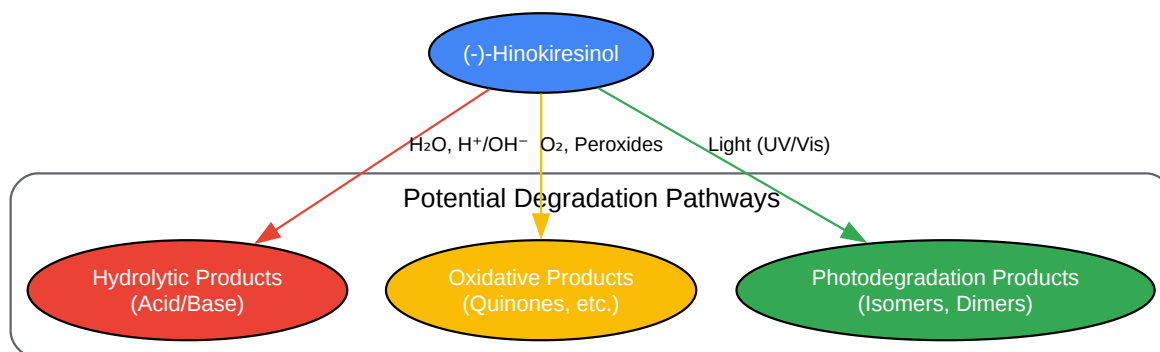 (-)-Hinokiresinol
H₂O, H⁺/OH⁻
O₂, Peroxides
Light (UV/Vis)
Potential Degradation Pathways
Hydrolytic Products
(Acid/Base)
Oxidative Products
(Quinones, etc.)
Photodegradation Products
(Isomers, Dimers)